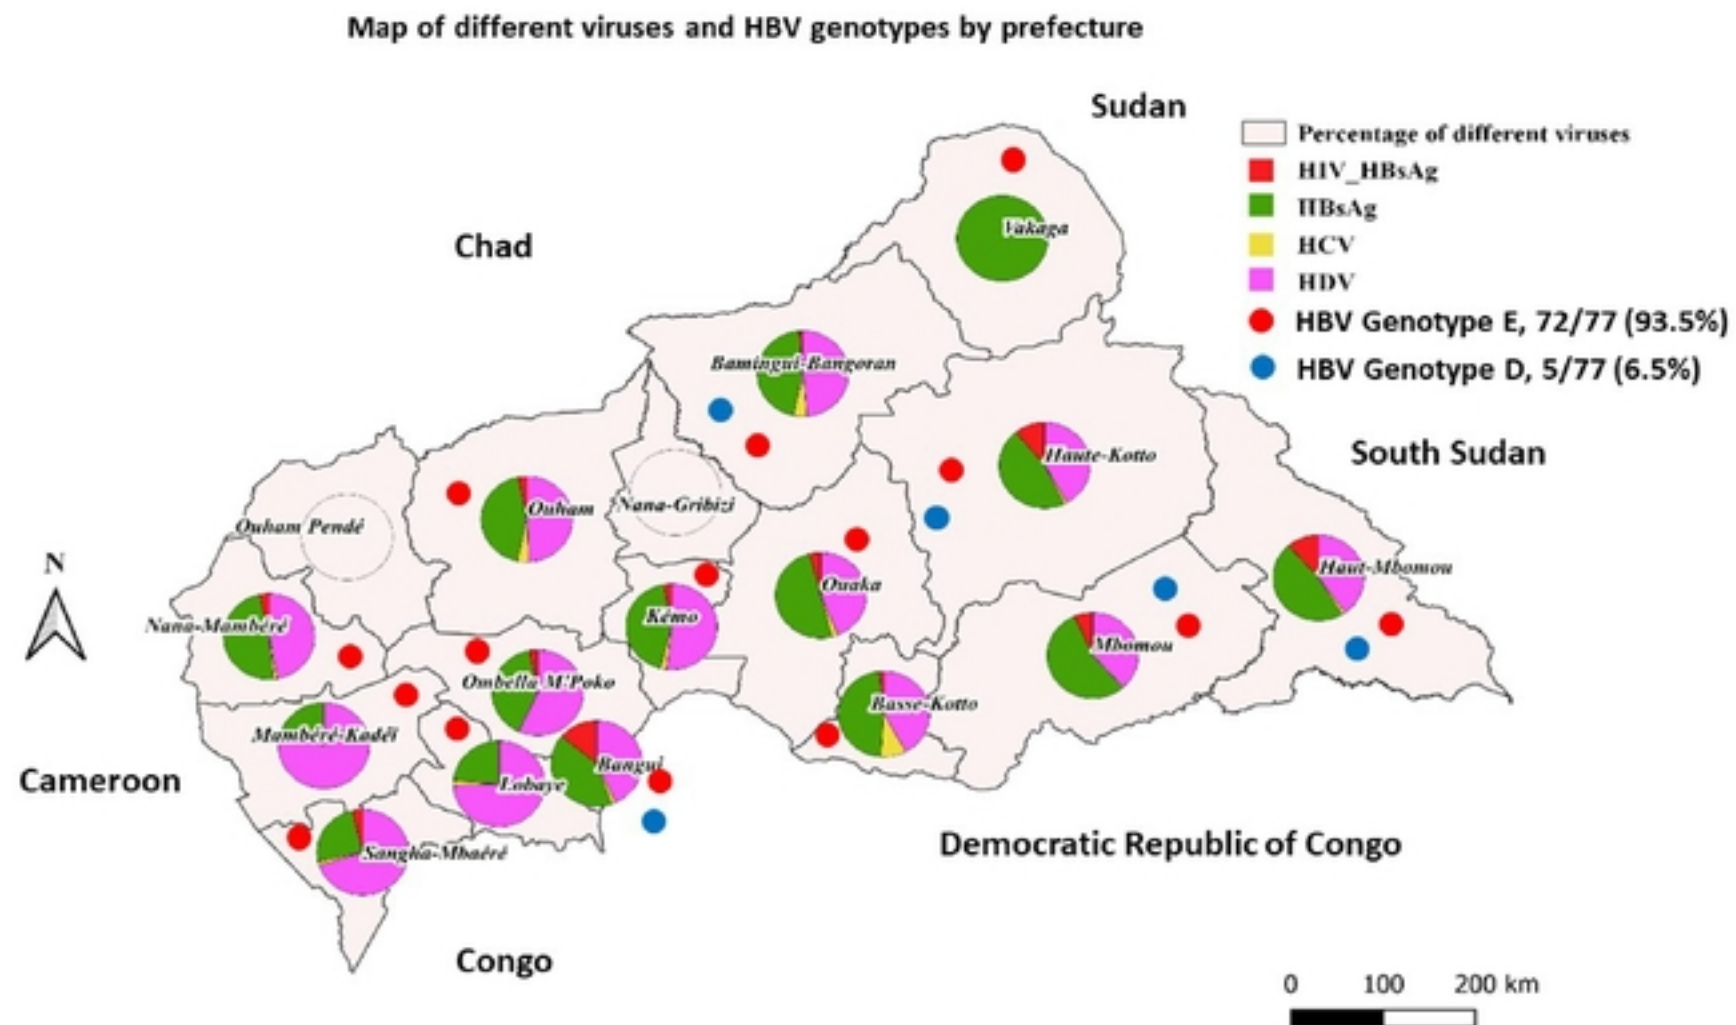 Map of different viruses and HBV genotypes by prefecture
Sudan
Percentage of different viruses
HIV_HBsAg
HBsAg
HCV
HDV
HBV Genotype E, 72/77 (93.5%)
HBV Genotype D, 5/77 (6.5%)
Chad
Vakaga
Bamingui-Bangoran
South Sudan
Haute-Kotto
Ouham
Nana-Gribizi
Ouham Pendé
N
Haut-Mbomou
Ouaka
Kémo
Nana-Mambéré
Mbomou
Ombella M'Poko
Basse-Kotto
Mambéré-Kadéï
Bangui
Lobaye
Cameroon
Sangha-Mbaéré
Democratic Republic of Congo
Congo
0 100 200 km